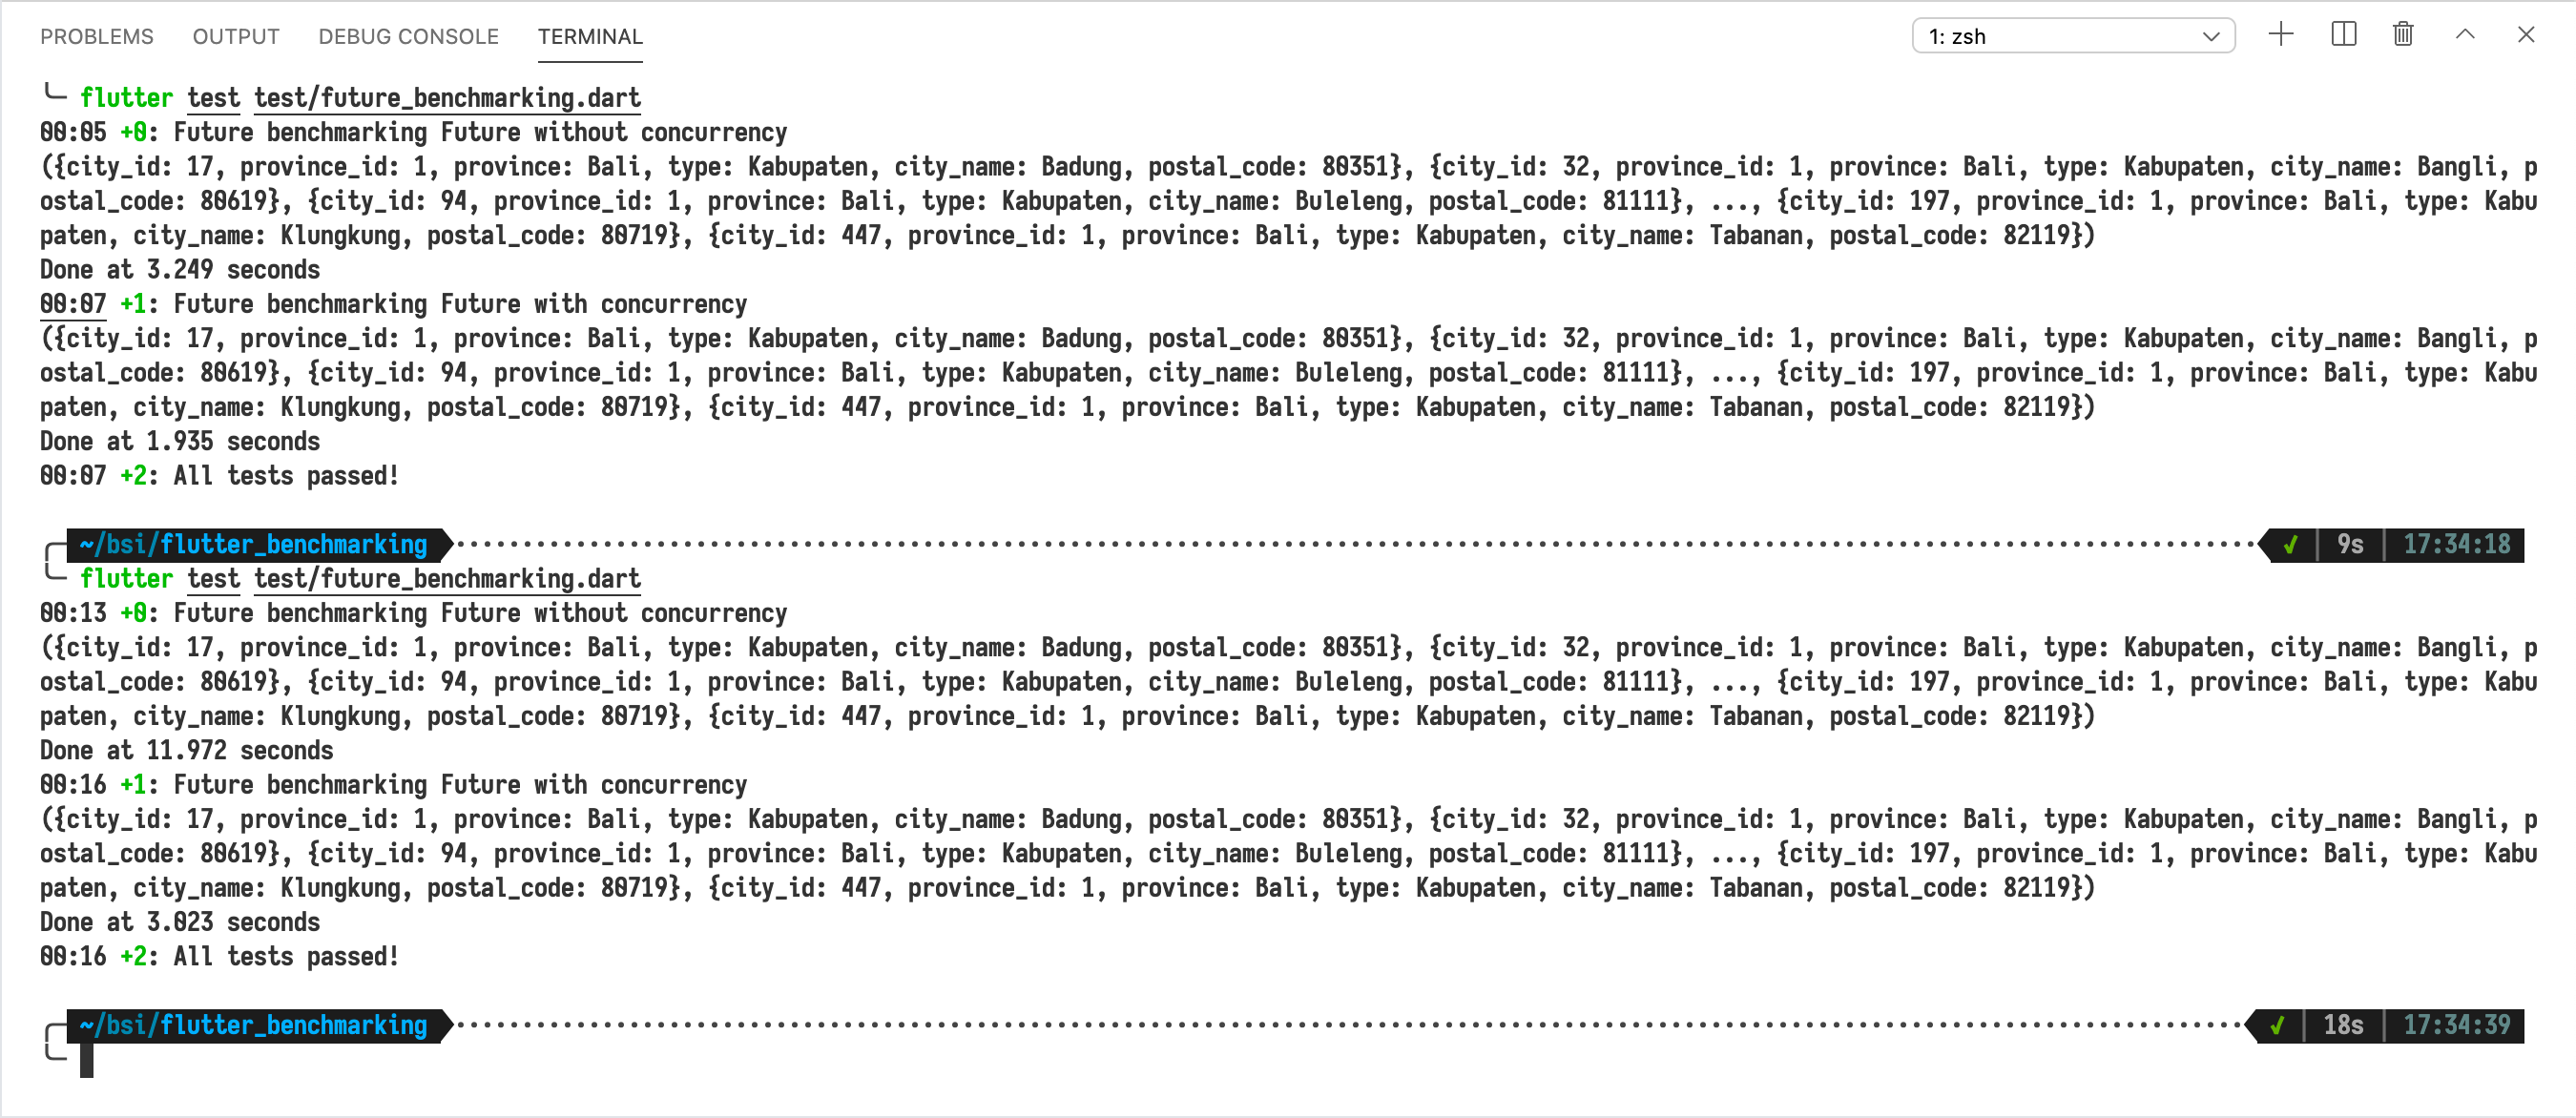 PROBLEMS OUTPUT DEBUG CONSOLE TERMINAL 1: zsh
flutter test test/future_benchmarking.dart
00:05 +0: Future benchmarking Future without concurrency
({city_id: 17, province_id: 1, province: Bali, type: Kabupaten, city_name: Badung, postal_code: 80351}, {city_id: 32, province_id: 1, province: Bali, type: Kabupaten, city_name: Bangli, p
ostal_code: 80619}, {city_id: 94, province_id: 1, province: Bali, type: Kabupaten, city_name: Buleleng, postal_code: 81111}, ..., {city_id: 197, province_id: 1, province: Bali, type: Kabu
paten, city_name: Klungkung, postal_code: 80719}, {city_id: 447, province_id: 1, province: Bali, type: Kabupaten, city_name: Tabanan, postal_code: 82119})
Done at 3.249 seconds
00:07 +1: Future benchmarking Future with concurrency
({city_id: 17, province_id: 1, province: Bali, type: Kabupaten, city_name: Badung, postal_code: 80351}, {city_id: 32, province_id: 1, province: Bali, type: Kabupaten, city_name: Bangli, p
ostal_code: 80619}, {city_id: 94, province_id: 1, province: Bali, type: Kabupaten, city_name: Buleleng, postal_code: 81111}, ..., {city_id: 197, province_id: 1, province: Bali, type: Kabu
paten, city_name: Klungkung, postal_code: 80719}, {city_id: 447, province_id: 1, province: Bali, type: Kabupaten, city_name: Tabanan, postal_code: 82119})
Done at 1.935 seconds
00:07 +2: All tests passed!
~/bsi/flutter_benchmarking ✓ 9s 17:34:18
flutter test test/future_benchmarking.dart
00:13 +0: Future benchmarking Future without concurrency
({city_id: 17, province_id: 1, province: Bali, type: Kabupaten, city_name: Badung, postal_code: 80351}, {city_id: 32, province_id: 1, province: Bali, type: Kabupaten, city_name: Bangli, p
ostal_code: 80619}, {city_id: 94, province_id: 1, province: Bali, type: Kabupaten, city_name: Buleleng, postal_code: 81111}, ..., {city_id: 197, province_id: 1, province: Bali, type: Kabu
paten, city_name: Klungkung, postal_code: 80719}, {city_id: 447, province_id: 1, province: Bali, type: Kabupaten, city_name: Tabanan, postal_code: 82119})
Done at 11.972 seconds
00:16 +1: Future benchmarking Future with concurrency
({city_id: 17, province_id: 1, province: Bali, type: Kabupaten, city_name: Badung, postal_code: 80351}, {city_id: 32, province_id: 1, province: Bali, type: Kabupaten, city_name: Bangli, p
ostal_code: 80619}, {city_id: 94, province_id: 1, province: Bali, type: Kabupaten, city_name: Buleleng, postal_code: 81111}, ..., {city_id: 197, province_id: 1, province: Bali, type: Kabu
paten, city_name: Klungkung, postal_code: 80719}, {city_id: 447, province_id: 1, province: Bali, type: Kabupaten, city_name: Tabanan, postal_code: 82119})
Done at 3.023 seconds
00:16 +2: All tests passed!
~/bsi/flutter_benchmarking ✓ 18s 17:34:39